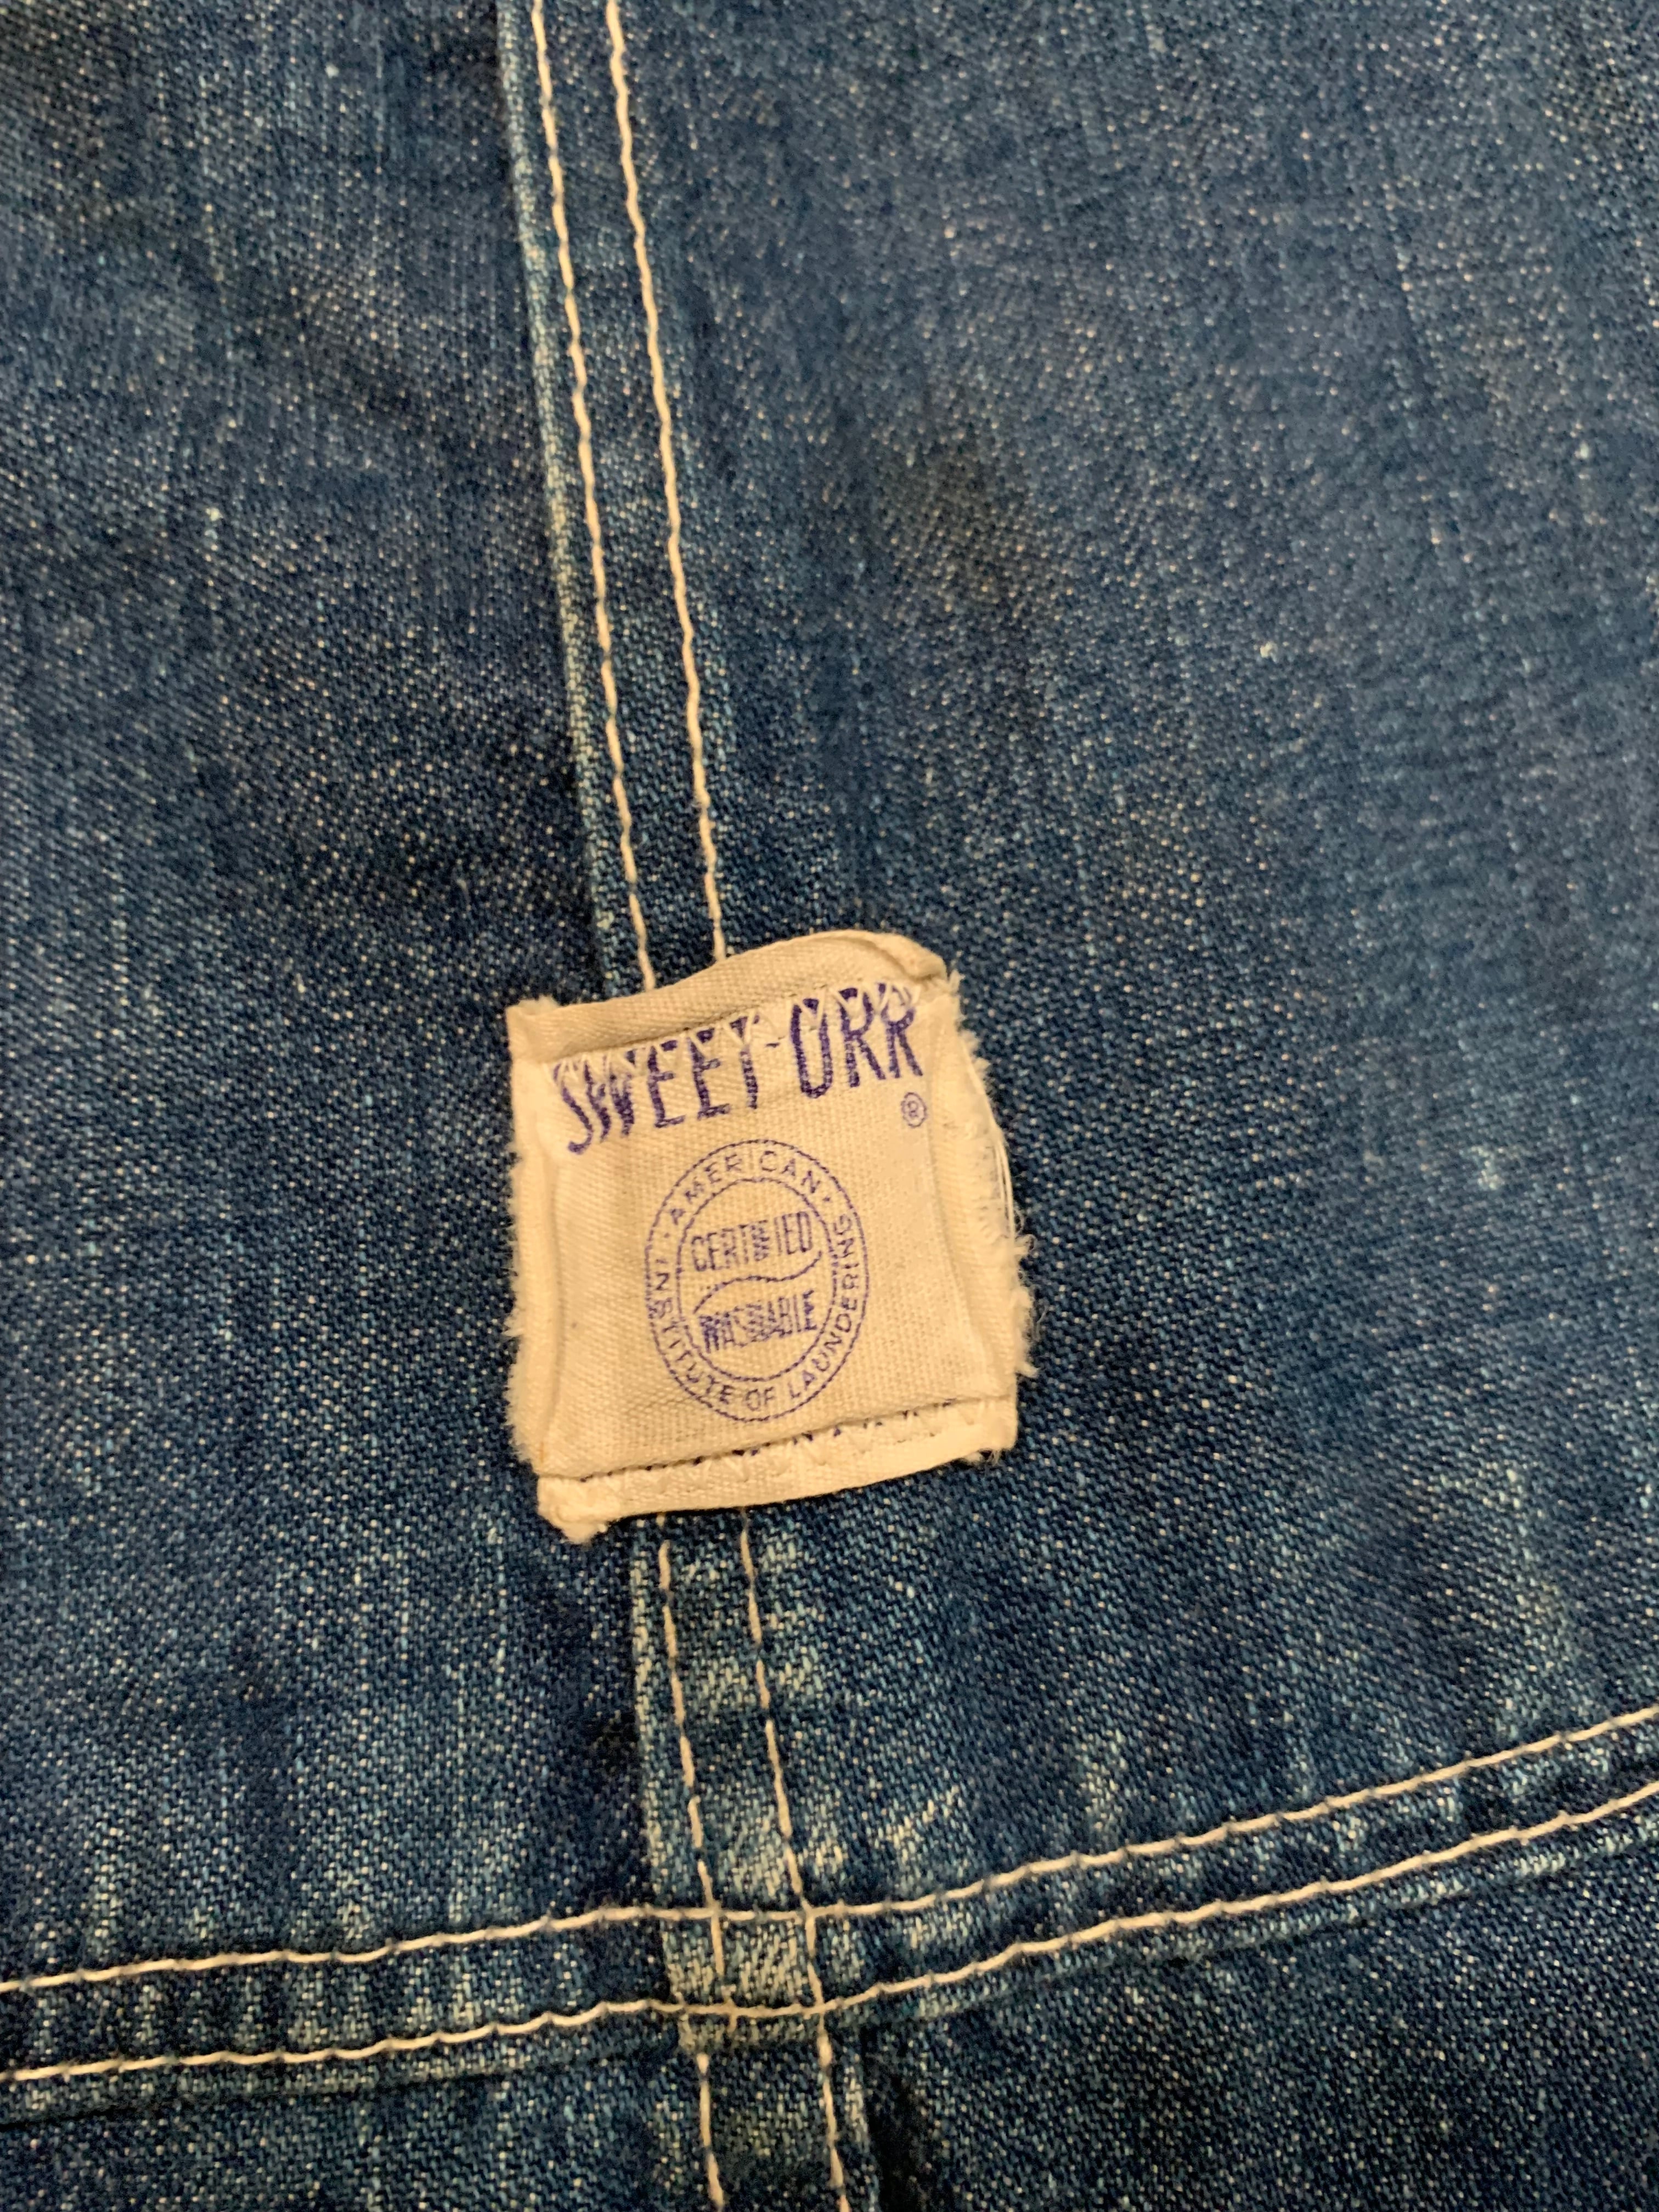 SWEET-ORR
®
· AMERICAN ·
INSTITUTE OF LAUNDERING
CERTIFIED
WASHABLE